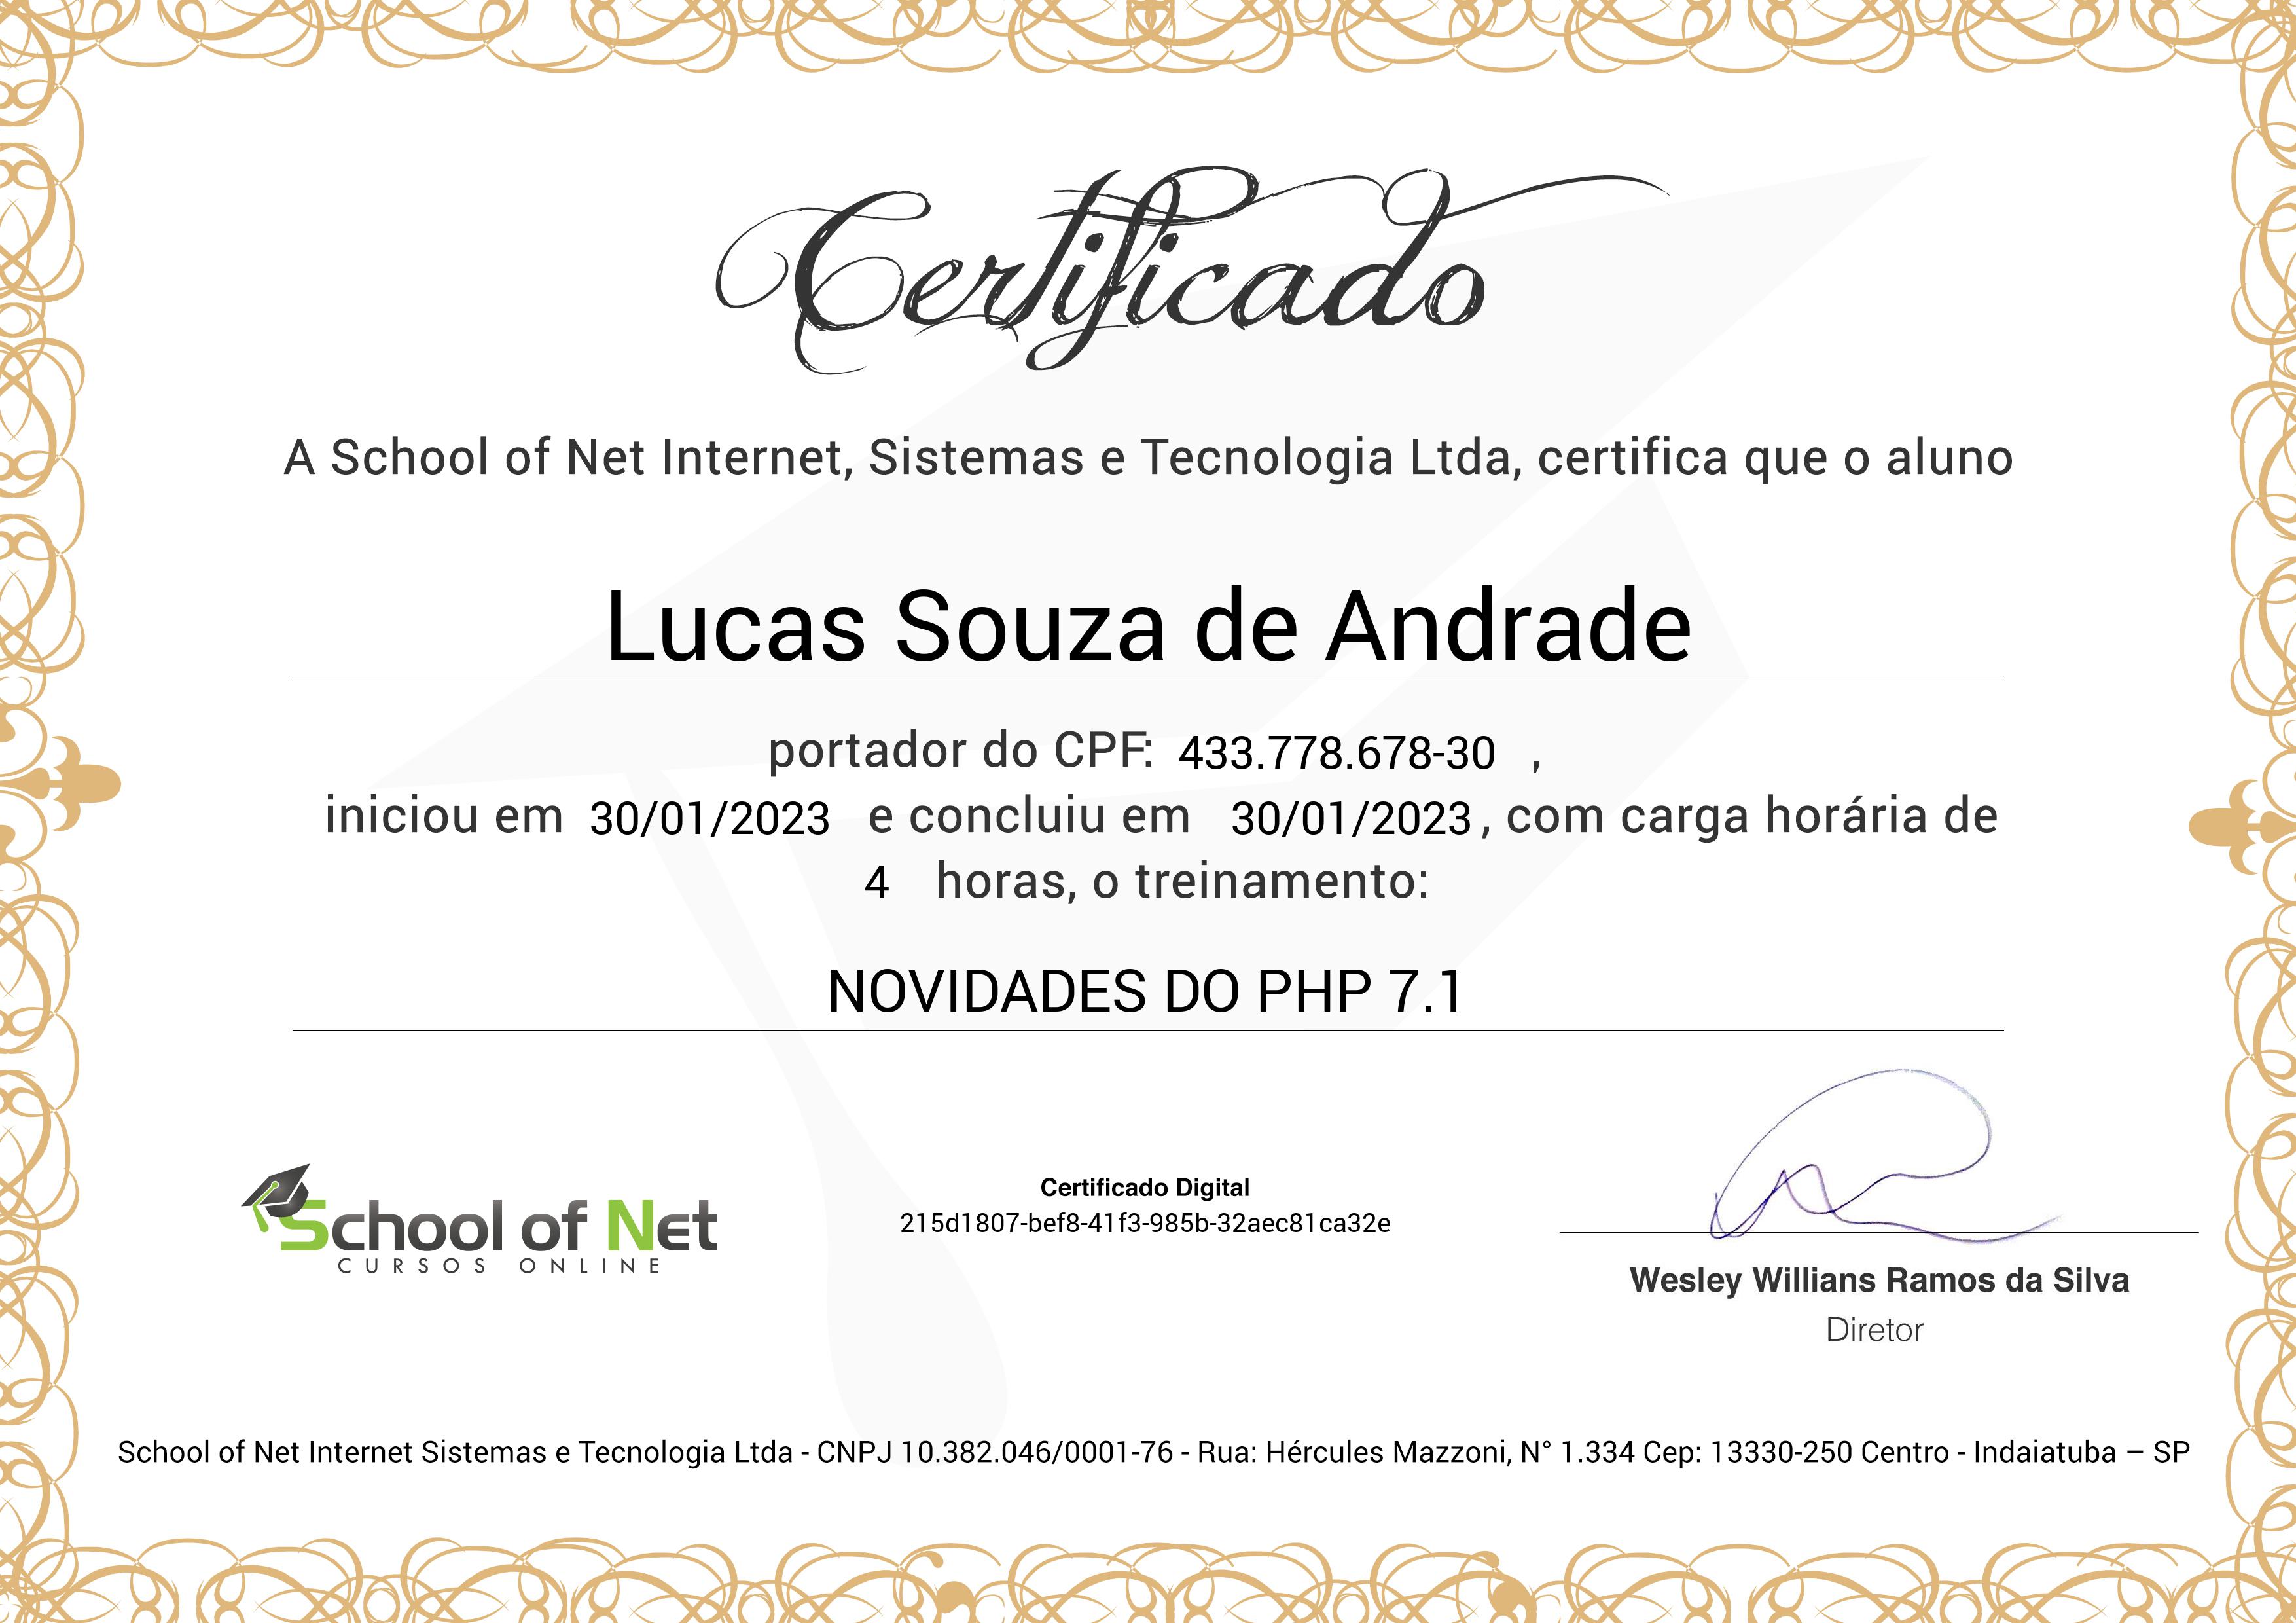 Certificado
A School of Net Internet, Sistemas e Tecnologia Ltda, certifica que o aluno
Lucas Souza de Andrade
portador do CPF: 433.778.678-30 ,
iniciou em 30/01/2023 e concluiu em 30/01/2023, com carga horária de
4 horas, o treinamento:
NOVIDADES DO PHP 7.1
School of Net
CURSOS ONLINE
Certificado Digital
215d1807-bef8-41f3-985b-32aec81ca32e
Wesley Willians Ramos da Silva
Diretor
School of Net Internet Sistemas e Tecnologia Ltda - CNPJ 10.382.046/0001-76 - Rua: Hércules Mazzoni, N° 1.334 Cep: 13330-250 Centro - Indaiatuba – SP